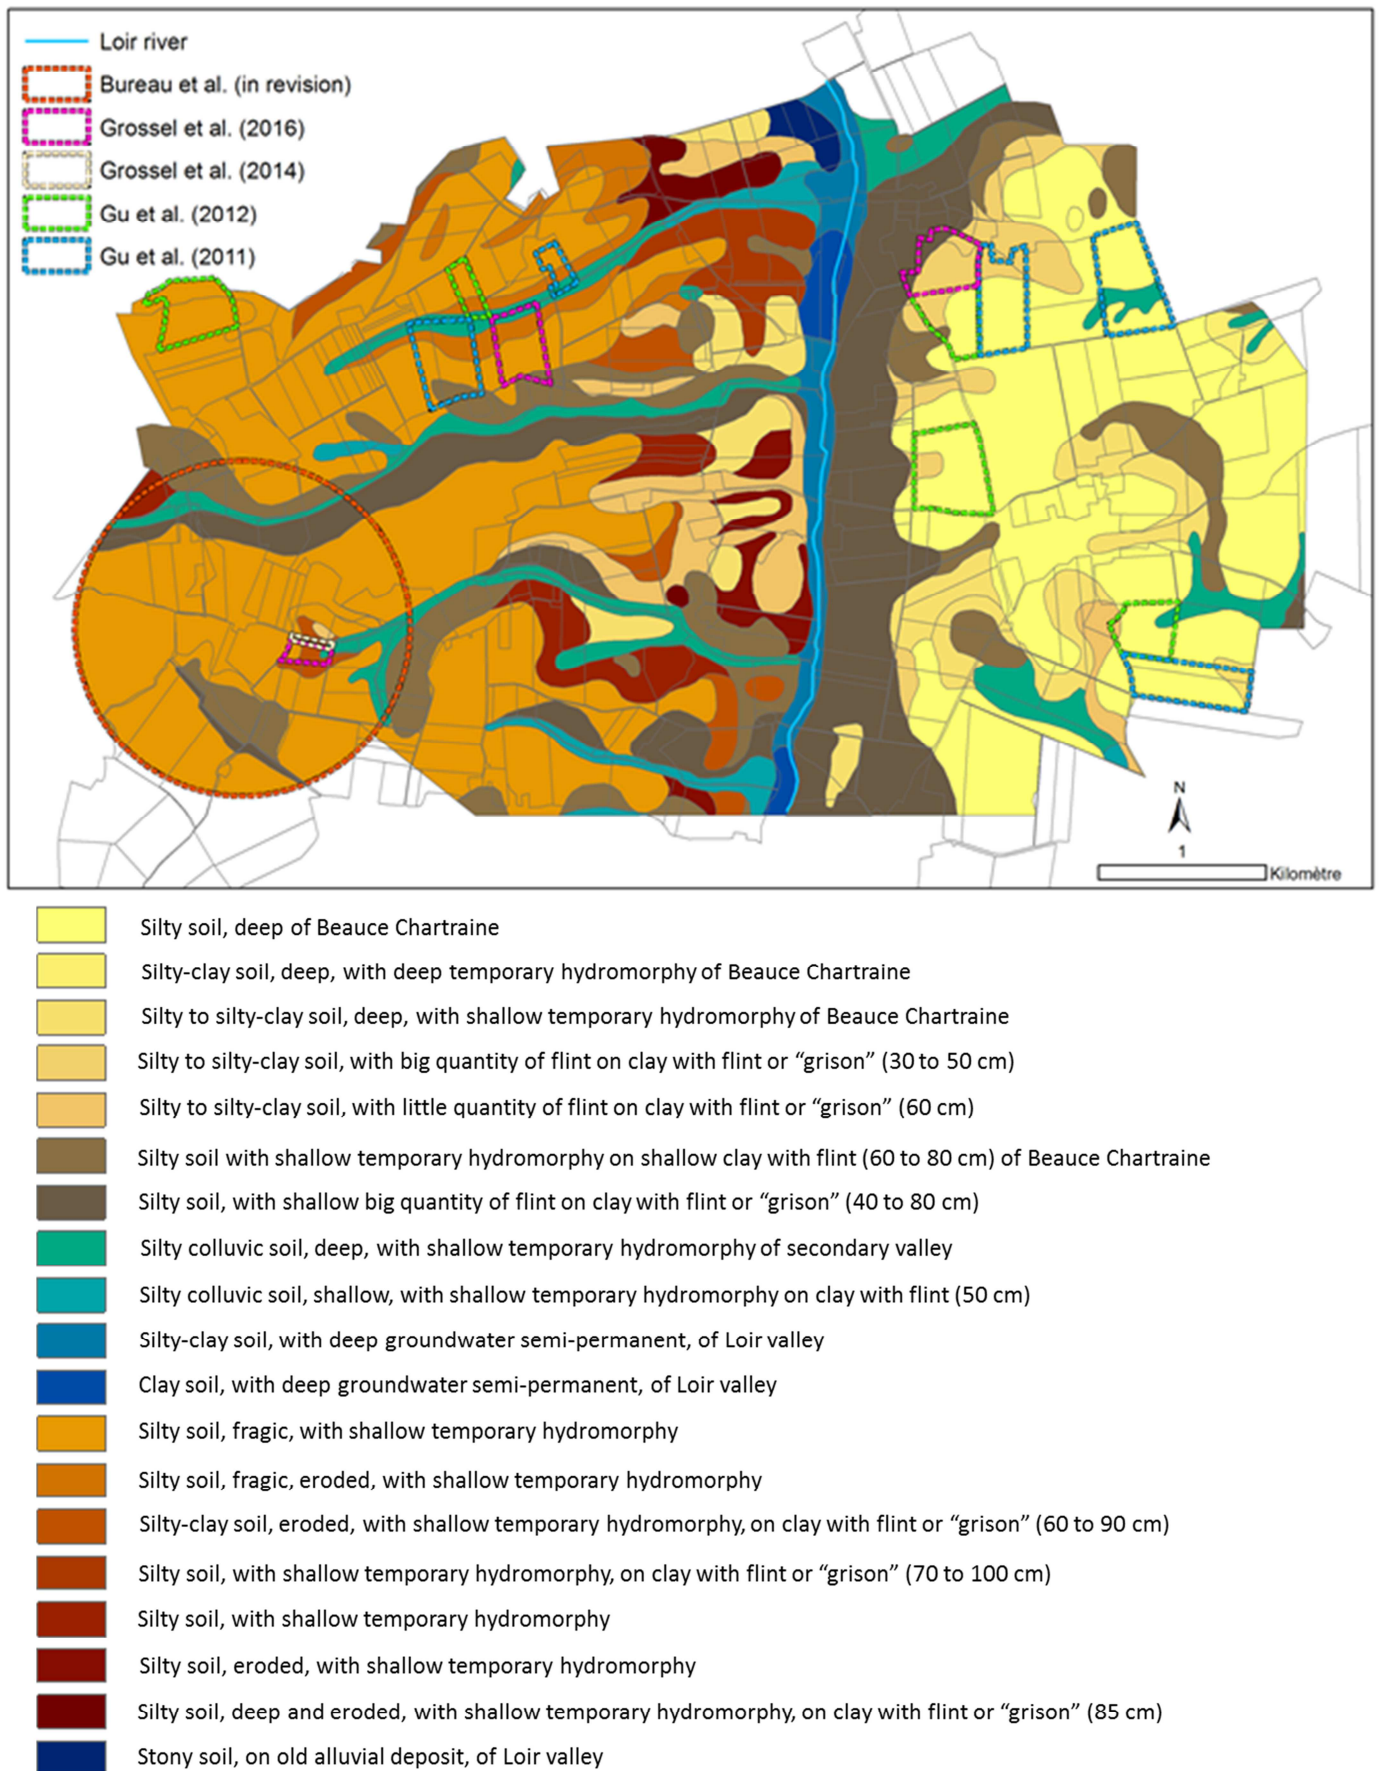 Loir river
Bureau et al. (in revision)
Grossel et al. (2016)
Grossel et al. (2014)
Gu et al. (2012)
Gu et al. (2011)
N
1
Kilomètre
Silty soil, deep of Beauce Chartraine
Silty-clay soil, deep, with deep temporary hydromorphy of Beauce Chartraine
Silty to silty-clay soil, deep, with shallow temporary hydromorphy of Beauce Chartraine
Silty to silty-clay soil, with big quantity of flint on clay with flint or “grison” (30 to 50 cm)
Silty to silty-clay soil, with little quantity of flint on clay with flint or “grison” (60 cm)
Silty soil with shallow temporary hydromorphy on shallow clay with flint (60 to 80 cm) of Beauce Chartraine
Silty soil, with shallow big quantity of flint on clay with flint or “grison” (40 to 80 cm)
Silty colluvic soil, deep, with shallow temporary hydromorphy of secondary valley
Silty colluvic soil, shallow, with shallow temporary hydromorphy on clay with flint (50 cm)
Silty-clay soil, with deep groundwater semi-permanent, of Loir valley
Clay soil, with deep groundwater semi-permanent, of Loir valley
Silty soil, fragic, with shallow temporary hydromorphy
Silty soil, fragic, eroded, with shallow temporary hydromorphy
Silty-clay soil, eroded, with shallow temporary hydromorphy, on clay with flint or “grison” (60 to 90 cm)
Silty soil, with shallow temporary hydromorphy, on clay with flint or “grison” (70 to 100 cm)
Silty soil, with shallow temporary hydromorphy
Silty soil, eroded, with shallow temporary hydromorphy
Silty soil, deep and eroded, with shallow temporary hydromorphy, on clay with flint or “grison” (85 cm)
Stony soil, on old alluvial deposit, of Loir valley